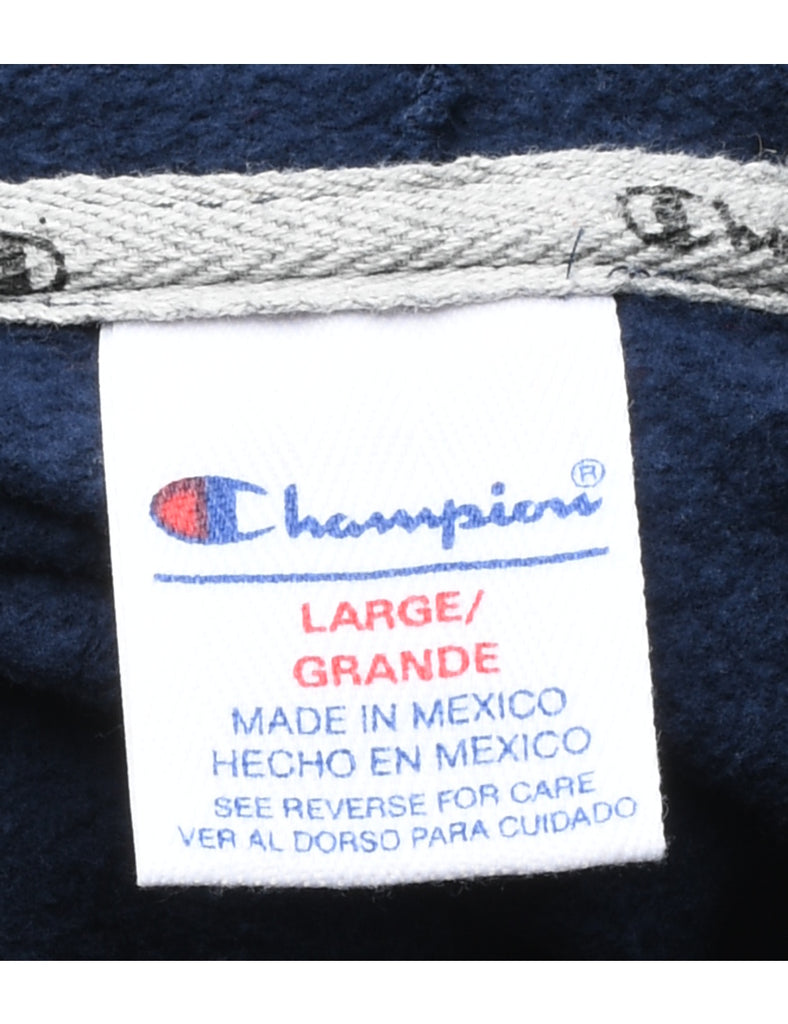 Champion®
LARGE/
GRANDE
MADE IN MEXICO
HECHO EN MEXICO
SEE REVERSE FOR CARE
VER AL DORSO PARA CUIDADO